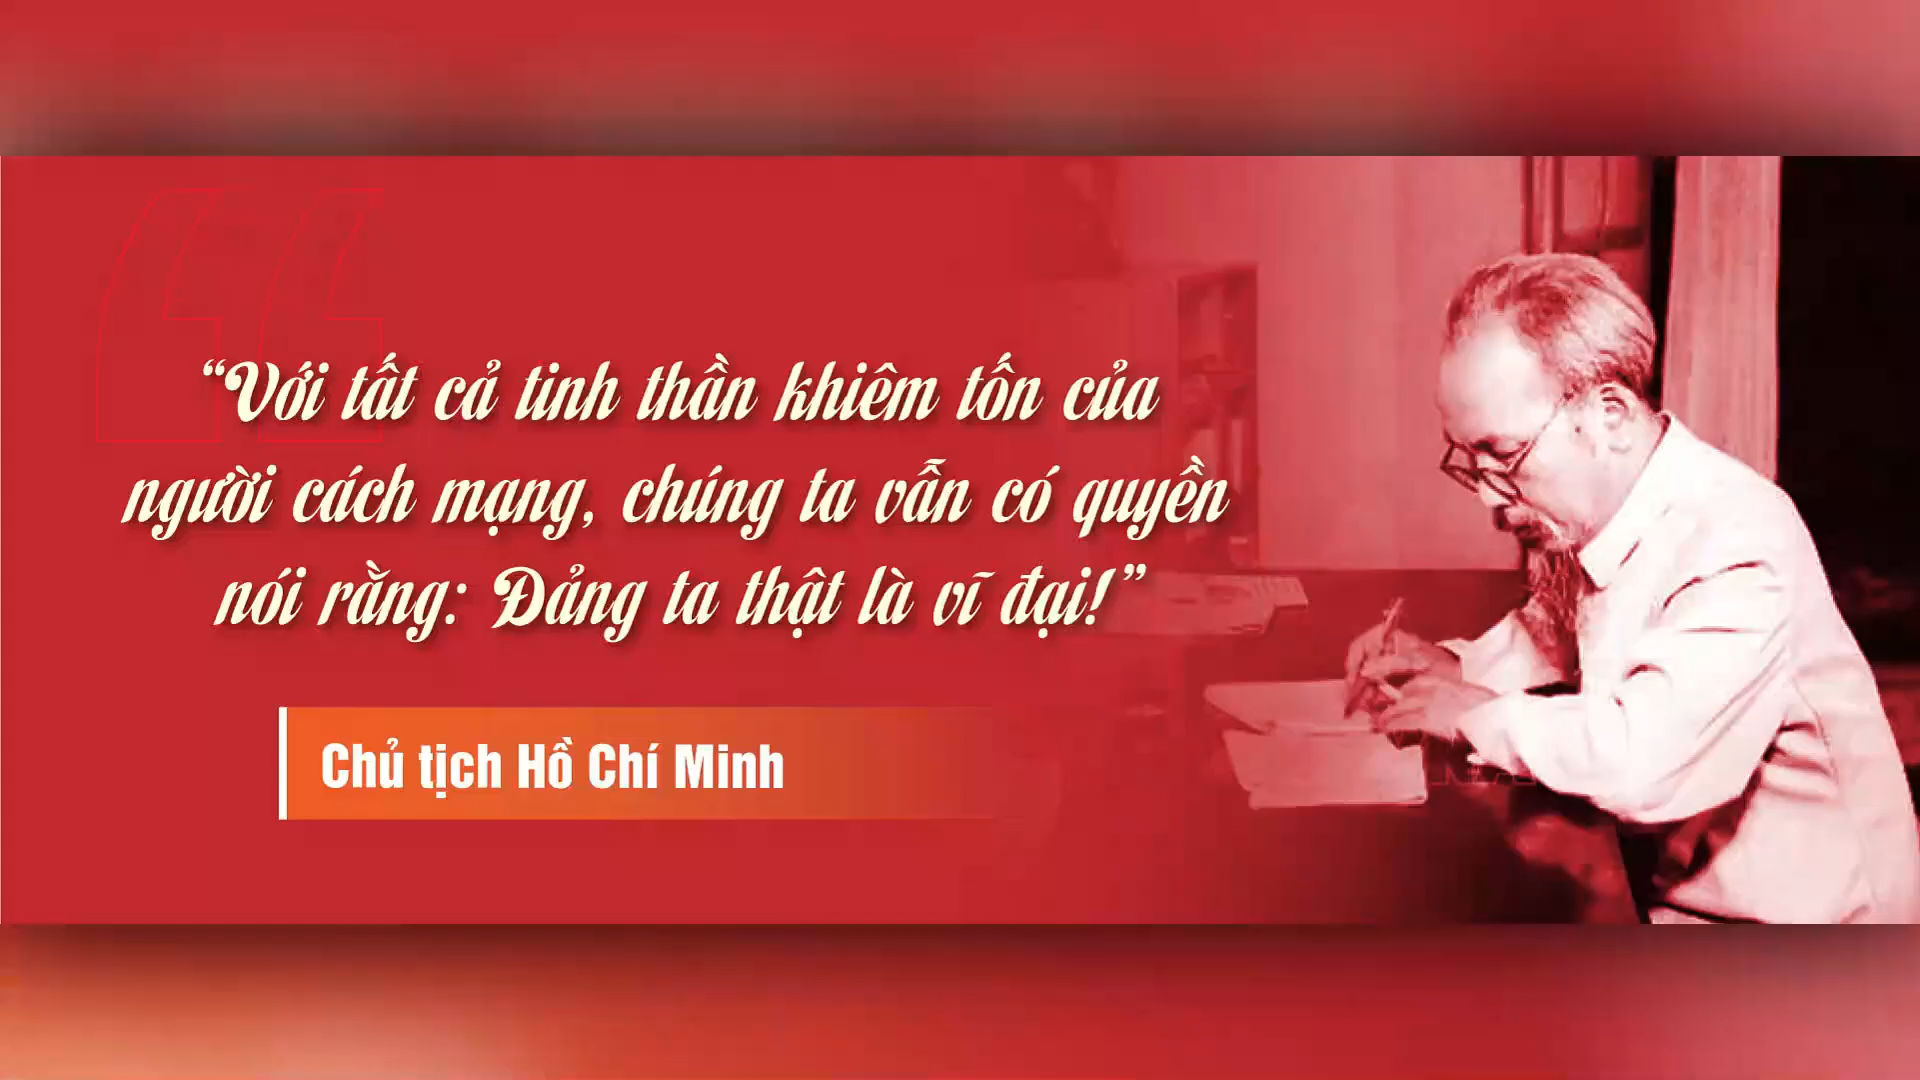 “Với tất cả tinh thần khiêm tốn của
người cách mạng, chúng ta vẫn có quyền
nói rằng: Đảng ta thật là vĩ đại!”
Chủ tịch Hồ Chí Minh